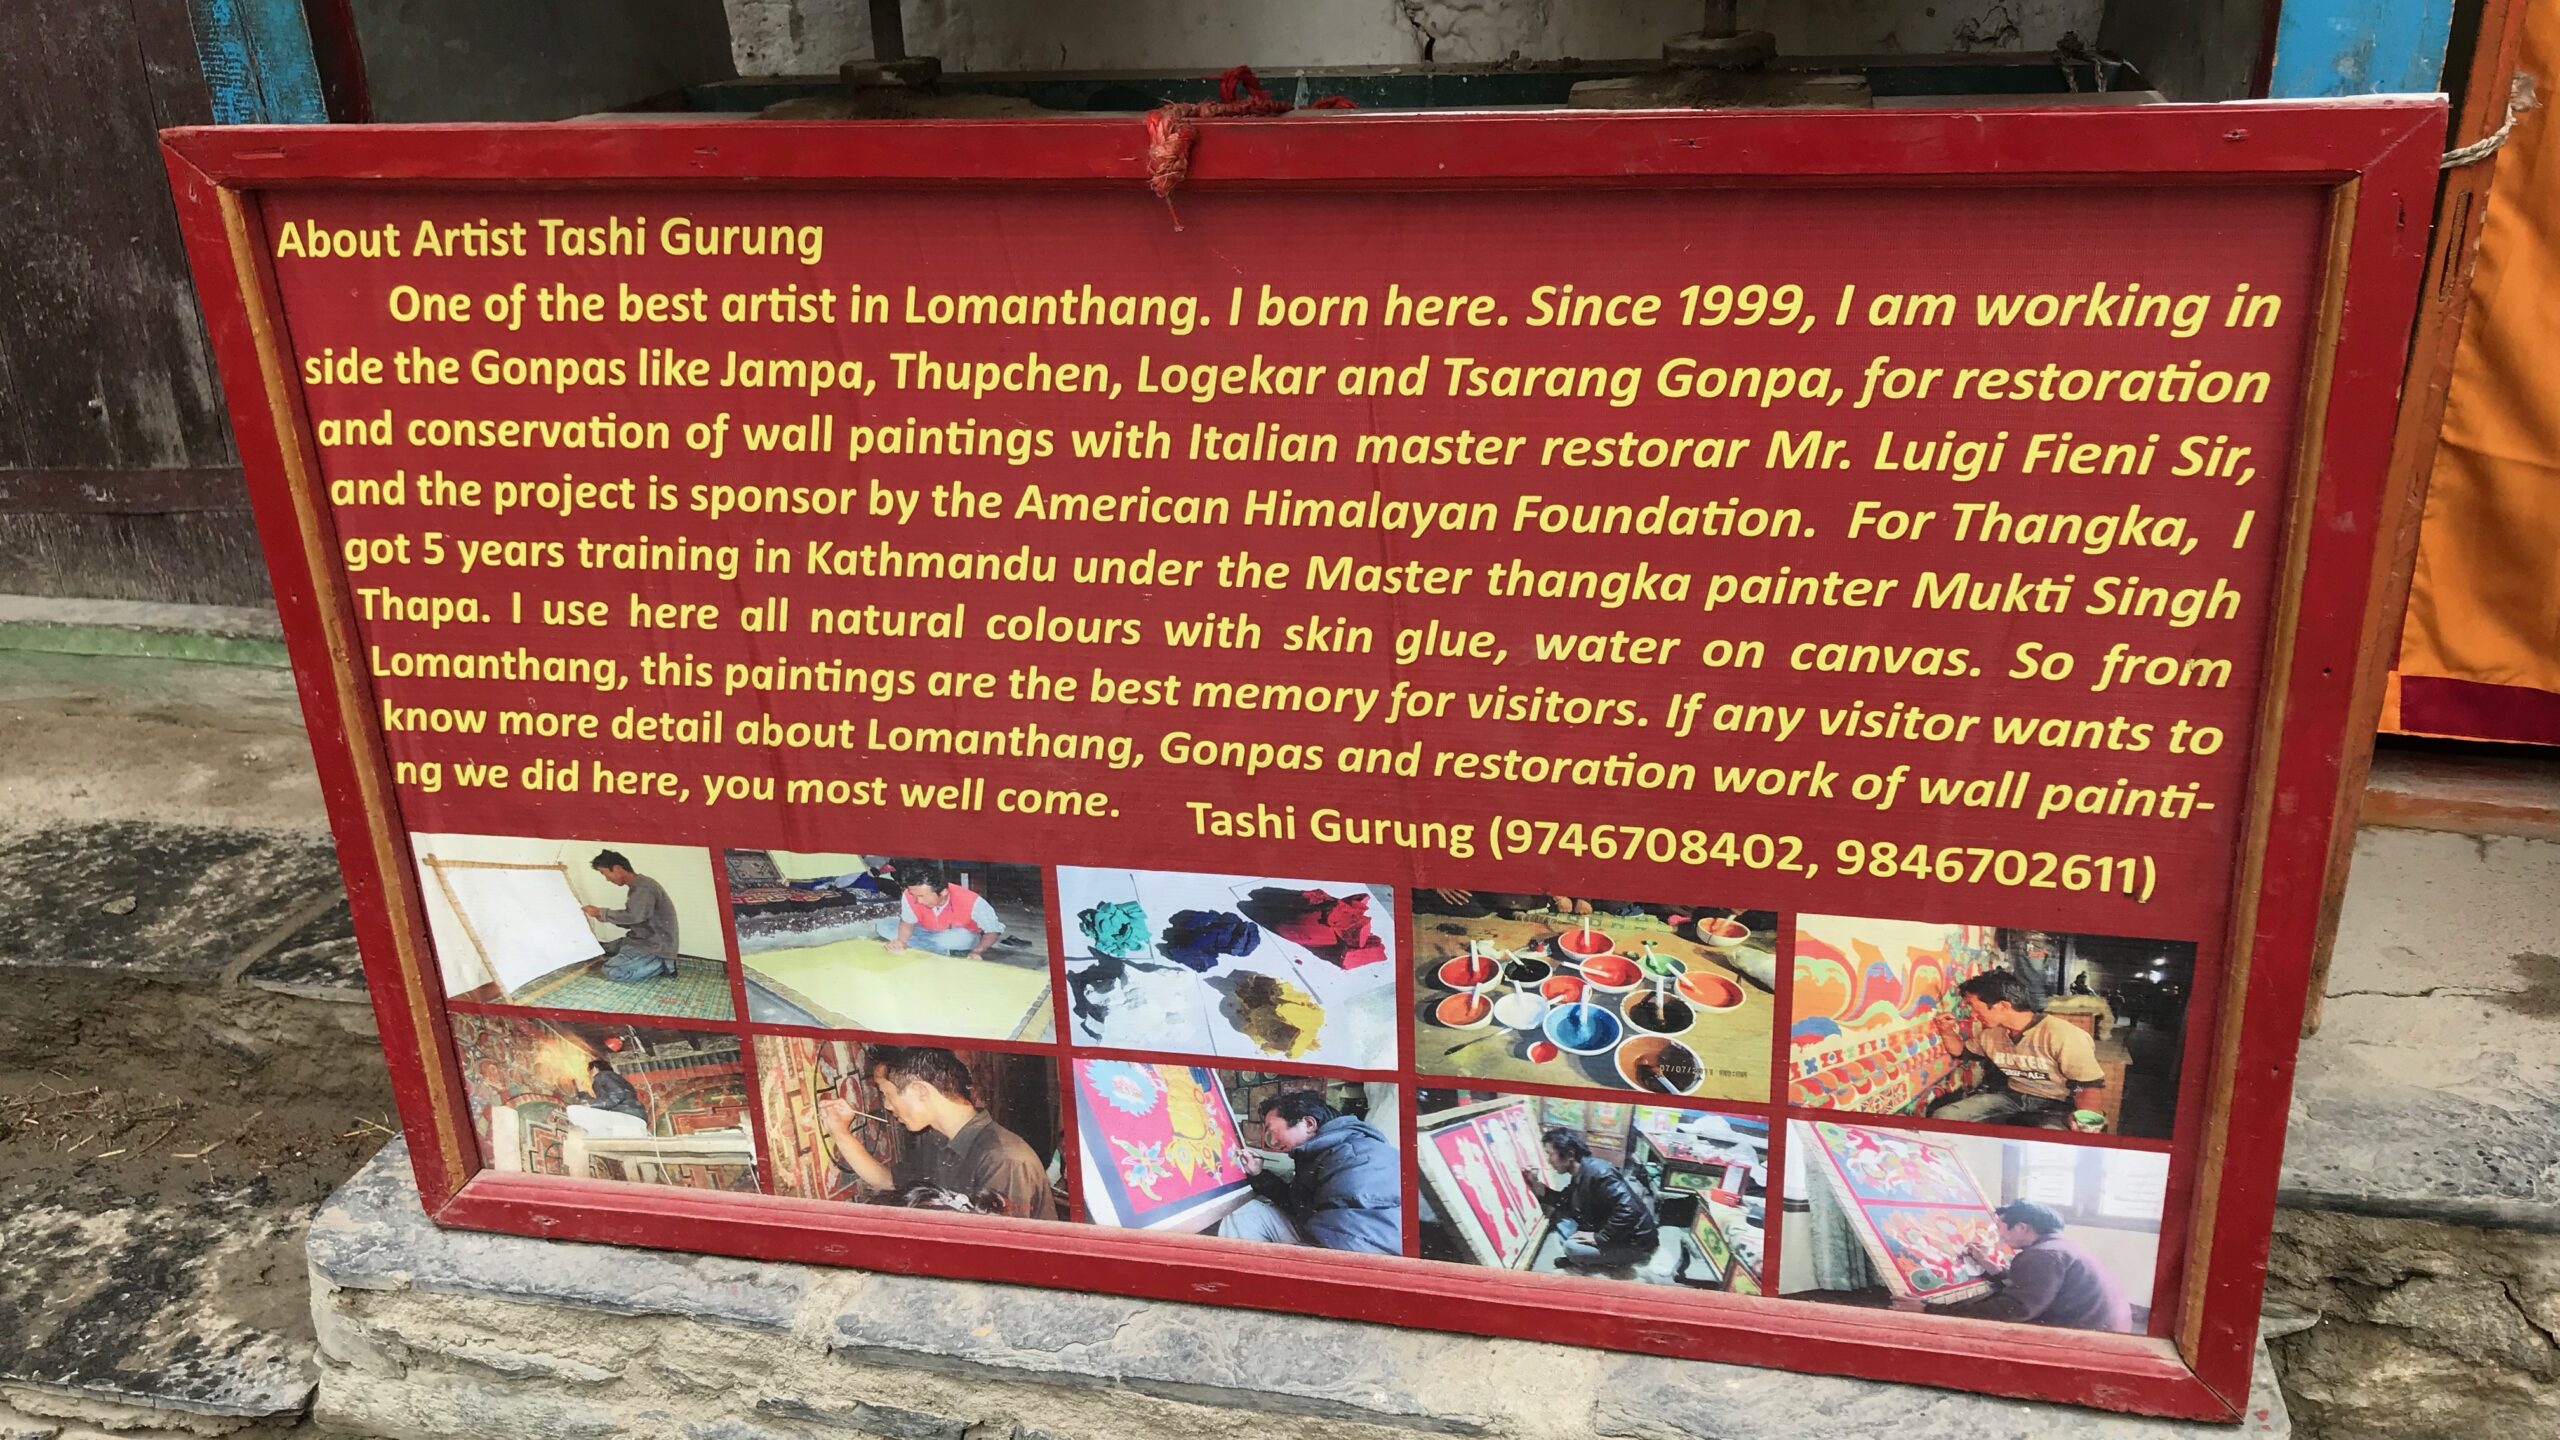 About Artist Tashi Gurung
One of the best artist in Lomanthang. I born here. Since 1999, I am working in
side the Gonpas like Jampa, Thupchen, Logekar and Tsarang Gonpa, for restoration
and conservation of wall paintings with Italian master restorar Mr. Luigi Fieni Sir,
and the project is sponsor by the American Himalayan Foundation. For Thangka, I
got 5 years training in Kathmandu under the Master thangka painter Mukti Singh
Thapa. I use here all natural colours with skin glue, water on canvas. So from
Lomanthang, this paintings are the best memory for visitors. If any visitor wants to
know more detail about Lomanthang, Gonpas and restoration work of wall painti-
ng we did here, you most well come. Tashi Gurung (9746708402, 9846702611)